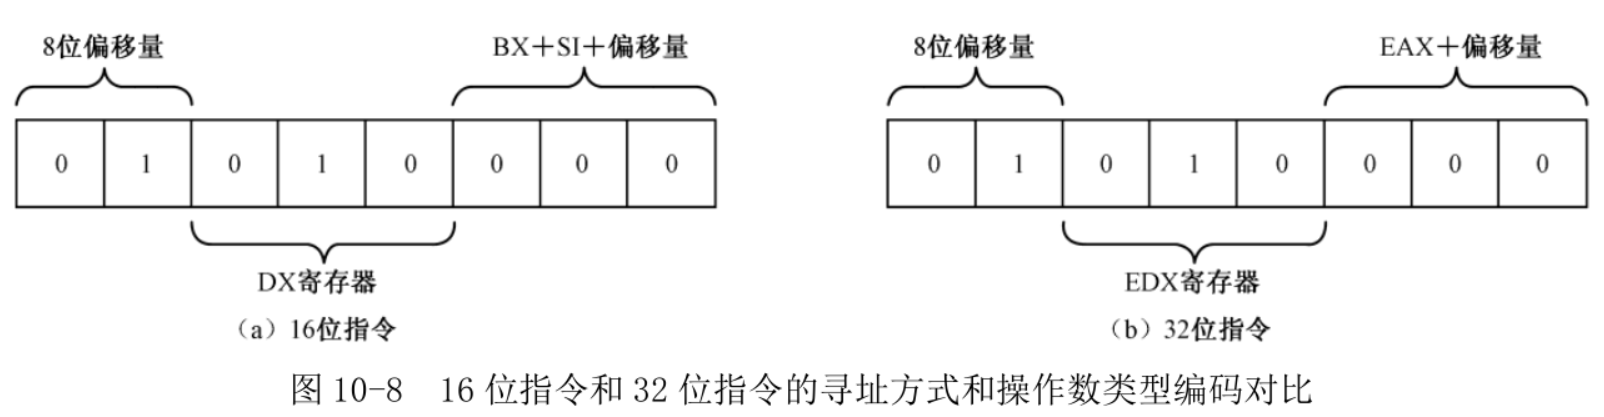 8位偏移量 BX＋SI＋偏移量 8位偏移量 EAX＋偏移量
0 1 0 1 0 0 0 0 0 1 0 1 0 0 0 0
DX寄存器 EDX寄存器
（a）16位指令 （b）32位指令
图 10-8 16 位指令和 32 位指令的寻址方式和操作数类型编码对比